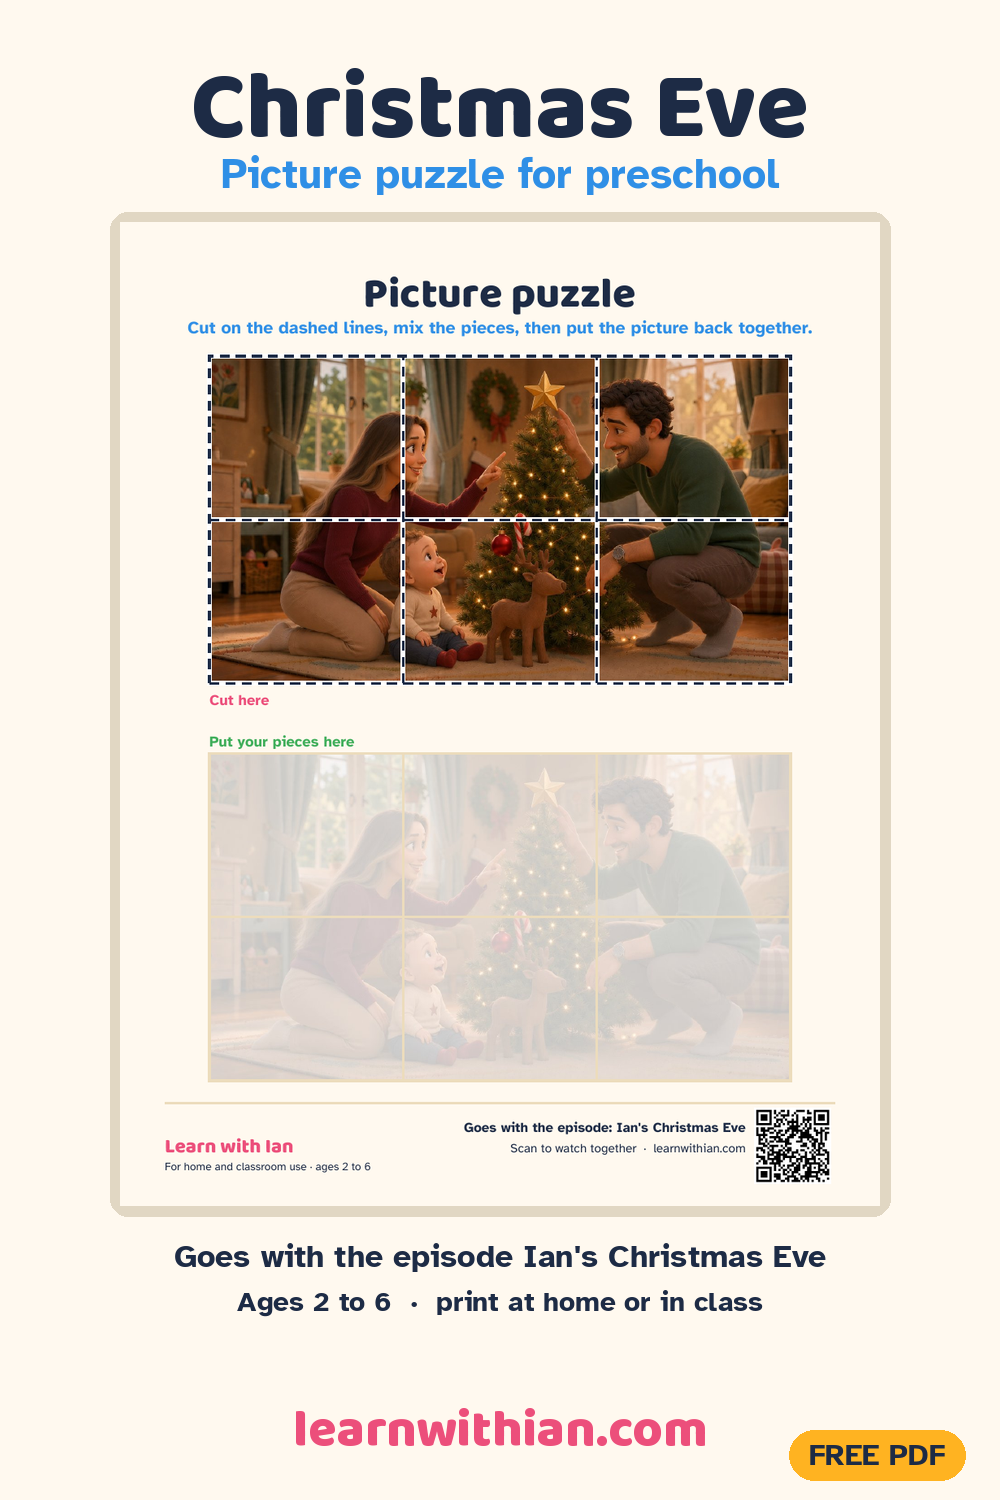 Christmas Eve
Picture puzzle for preschool
Picture puzzle
Cut on the dashed lines, mix the pieces, then put the picture back together.
Cut here
Put your pieces here
Goes with the episode: Ian's Christmas Eve
Scan to watch together · learnwithian.com
Learn with Ian
For home and classroom use · ages 2 to 6
Goes with the episode Ian's Christmas Eve
Ages 2 to 6 · print at home or in class
learnwithian.com
FREE PDF